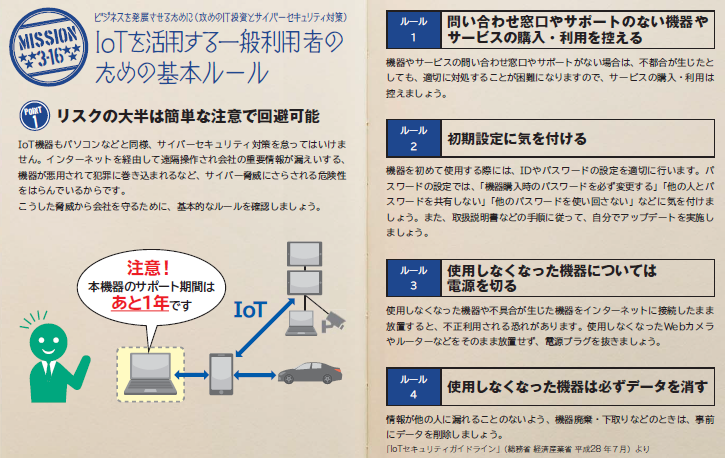 MISSION
3-16
ビジネスを発展させるために(攻めのIT投資とサイバーセキュリティ対策)
IoTを活用する一般利用者の
ための基本ルール
POINT
1
リスクの大半は簡単な注意で回避可能
IoT機器もパソコンなどと同様、サイバーセキュリティ対策を怠ってはいけま
せん。インターネットを経由して遠隔操作され会社の重要情報が漏えいする、
機器が悪用されて犯罪に巻き込まれるなど、サイバー脅威にさらされる危険性
をはらんでいるからです。
こうした脅威から会社を守るために、基本的なルールを確認しましょう。
注意！
本機器のサポート期間は
あと1年です
IoT
ルール
1
問い合わせ窓口やサポートのない機器や
サービスの購入・利用を控える
機器やサービスの問い合わせ窓口やサポートがない場合は、不都合が生じたと
しても、適切に対処することが困難になりますので、サービスの購入・利用は
控えましょう。
ルール
2
初期設定に気を付ける
機器を初めて使用する際には、IDやパスワードの設定を適切に行います。パ
スワードの設定では、「機器購入時のパスワードを必ず変更する」「他の人とパ
スワードを共有しない」「他のパスワードを使い回さない」などに気を付けま
しょう。また、取扱説明書などの手順に従って、自分でアップデートを実施し
ましょう。
ルール
3
使用しなくなった機器については
電源を切る
使用しなくなった機器や不具合が生じた機器をインターネットに接続したまま
放置すると、不正利用される恐れがあります。使用しなくなったWebカメラ
やルーターなどをそのまま放置せず、電源プラグを抜きましょう。
ルール
4
使用しなくなった機器は必ずデータを消す
情報が他の人に漏れることのないよう、機器廃棄・下取りなどのときは、事前
にデータを削除しましょう。
「IoTセキュリティガイドライン」(総務省 経済産業省 平成28年7月)より